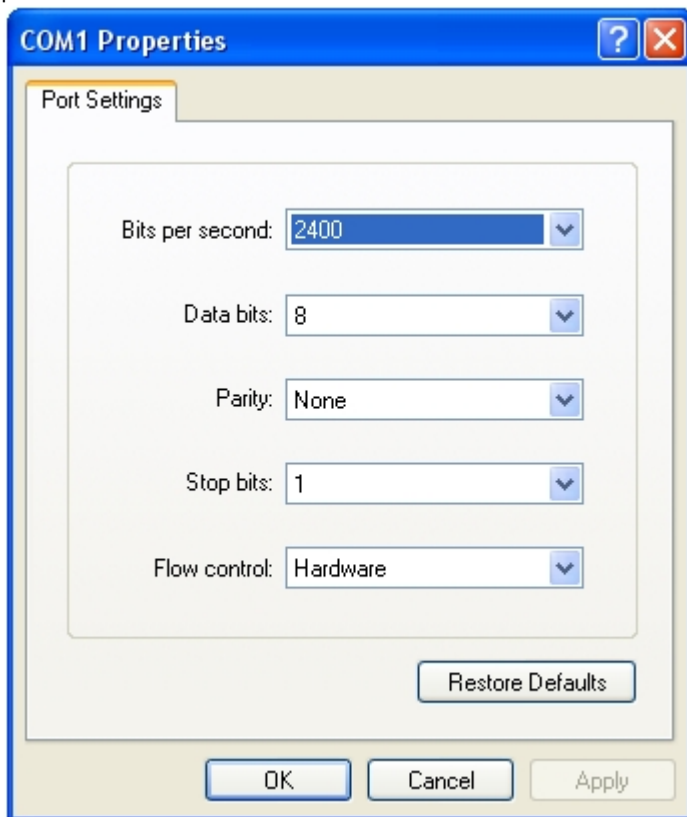 COM1 Properties
Port Settings
Bits per second: 2400
Data bits: 8
Parity: None
Stop bits: 1
Flow control: Hardware
Restore Defaults
OK Cancel Apply